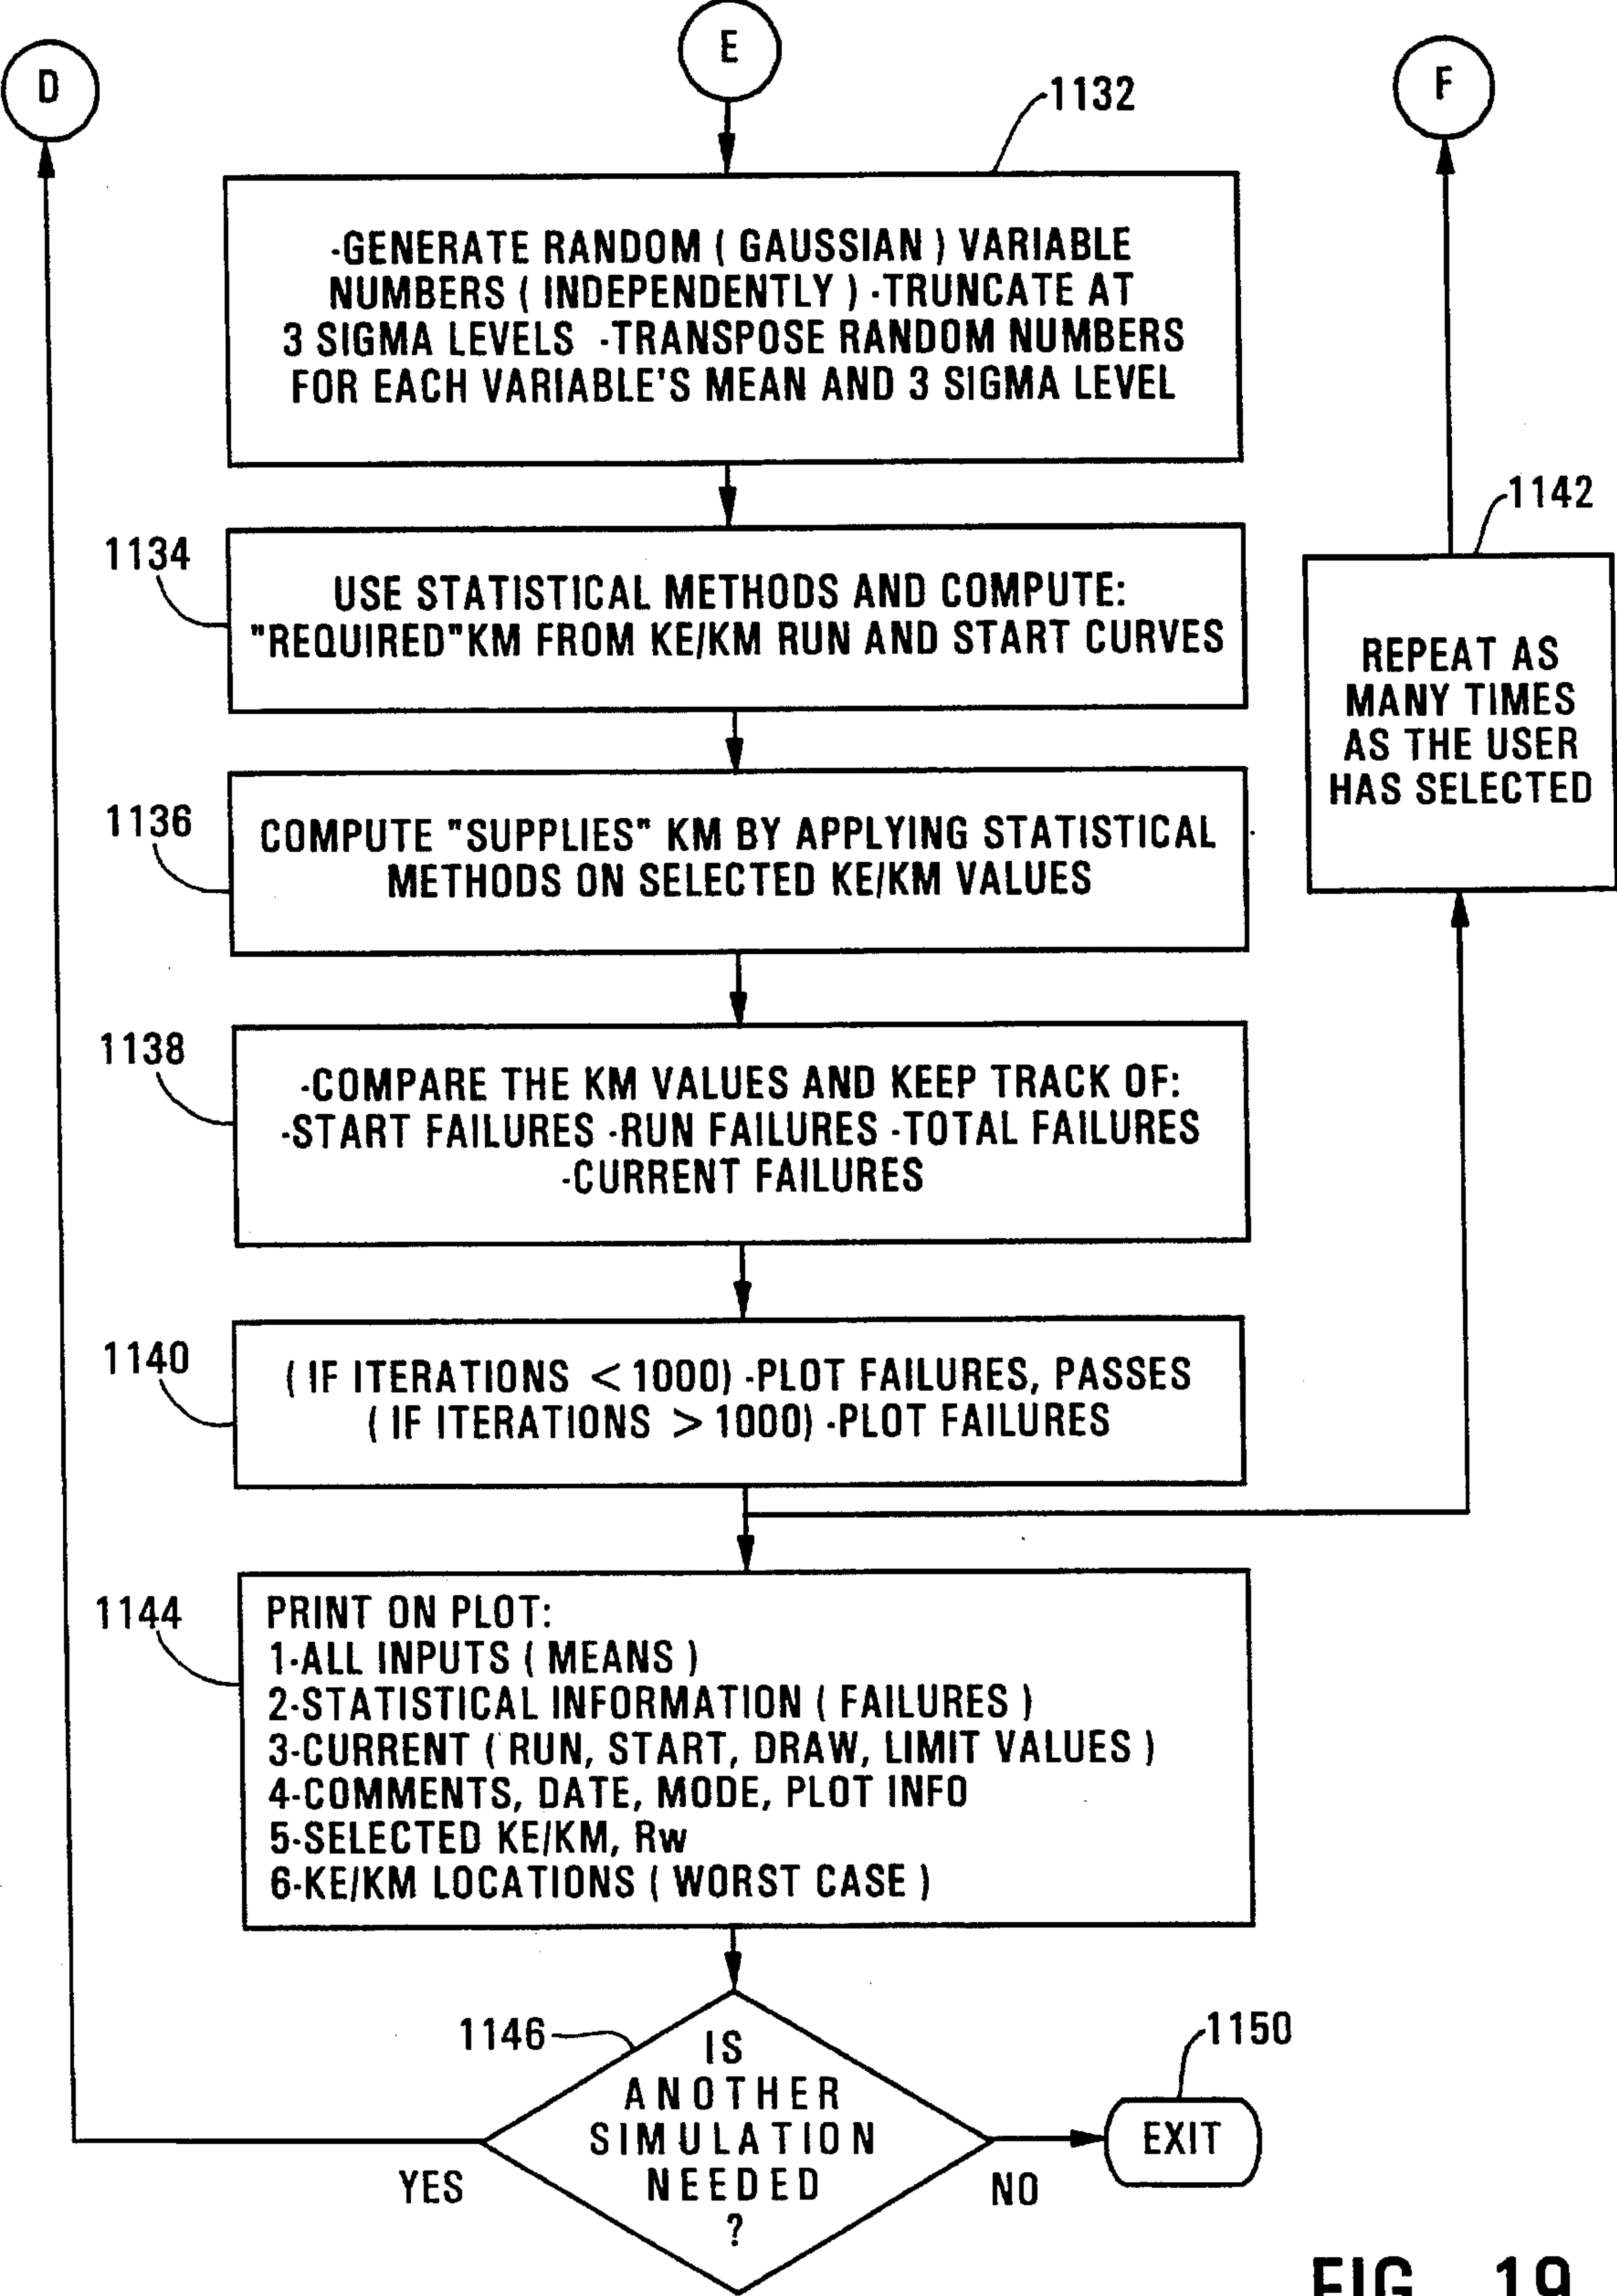 D
E
F
1132
-GENERATE RANDOM ( GAUSSIAN ) VARIABLE
NUMBERS ( INDEPENDENTLY ) -TRUNCATE AT
3 SIGMA LEVELS -TRANSPOSE RANDOM NUMBERS
FOR EACH VARIABLE'S MEAN AND 3 SIGMA LEVEL
1134
USE STATISTICAL METHODS AND COMPUTE:
"REQUIRED"KM FROM KE/KM RUN AND START CURVES
1142
REPEAT AS
MANY TIMES
AS THE USER
HAS SELECTED
1136
COMPUTE "SUPPLIES" KM BY APPLYING STATISTICAL
METHODS ON SELECTED KE/KM VALUES
1138
-COMPARE THE KM VALUES AND KEEP TRACK OF:
-START FAILURES -RUN FAILURES -TOTAL FAILURES
-CURRENT FAILURES
1140
( IF ITERATIONS < 1000) -PLOT FAILURES, PASSES
( IF ITERATIONS > 1000) -PLOT FAILURES
1144
PRINT ON PLOT:
1-ALL INPUTS ( MEANS )
2-STATISTICAL INFORMATION ( FAILURES )
3-CURRENT ( RUN, START, DRAW, LIMIT VALUES )
4-COMMENTS, DATE, MODE, PLOT INFO
5-SELECTED KE/KM, Rw
6-KE/KM LOCATIONS ( WORST CASE )
1146
IS
ANOTHER
SIMULATION
NEEDED
?
YES
NO
1150
EXIT
FIG. 19